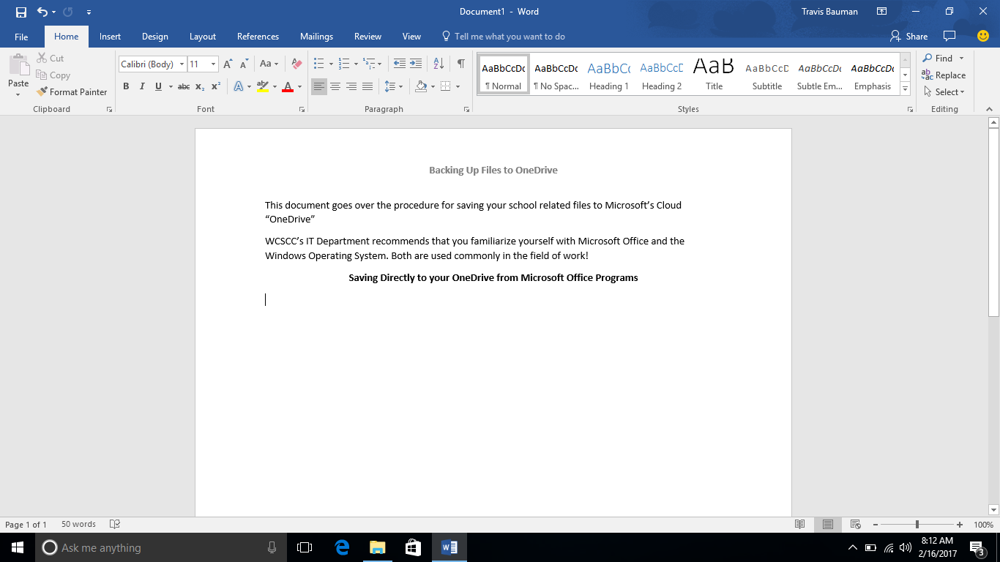 Document1 - Word
Travis Bauman
File Home Insert Design Layout References Mailings Review View Tell me what you want to do Share
Paste
Cut
Copy
Format Painter
Clipboard
Calibri (Body) 11 Aa
B I U abc X₂ X² A ab A
Font
Paragraph
AaBbCcDc AaBbCcDc AaBbCc AaBbCcD AaB AaBbCcD AaBbCcDc AaBbCcDc
¶ Normal ¶ No Spac... Heading 1 Heading 2 Title Subtitle Subtle Em... Emphasis
Styles
Find
Replace
Select
Editing
Backing Up Files to OneDrive
This document goes over the procedure for saving your school related files to Microsoft’s Cloud
“OneDrive”
WCSCC’s IT Department recommends that you familiarize yourself with Microsoft Office and the
Windows Operating System. Both are used commonly in the field of work!
Saving Directly to your OneDrive from Microsoft Office Programs
Page 1 of 1 50 words 100%
Ask me anything
8:12 AM
2/16/2017
3